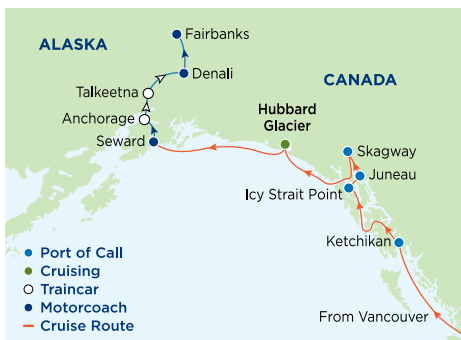 Fairbanks
ALASKA
Denali
CANADA
Talkeetna
Hubbard
Glacier
Anchorage
Seward
Skagway
Juneau
Icy Strait Point
Ketchikan
Port of Call
Cruising
Traincar
Motorcoach
Cruise Route
From Vancouver